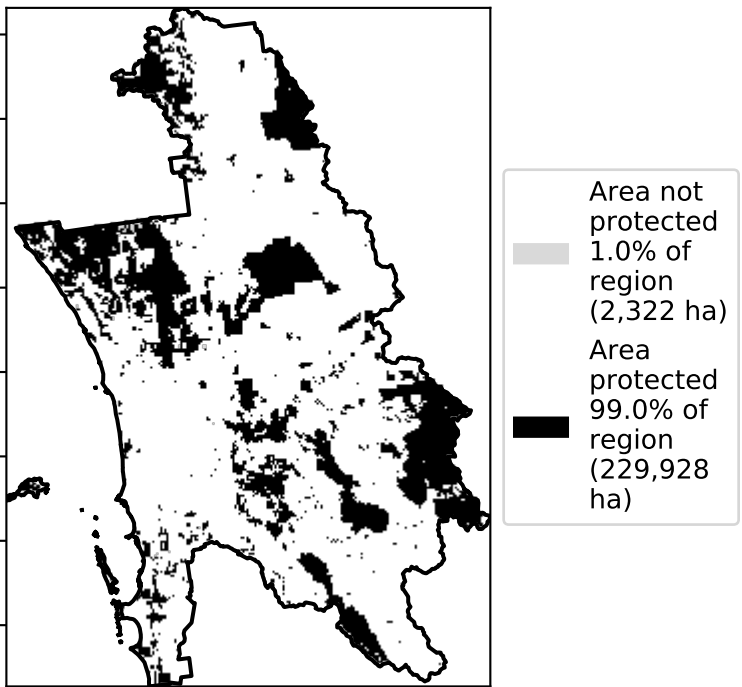 Area not
protected
1.0% of
region
(2,322 ha)
Area
protected
99.0% of
region
(229,928
ha)